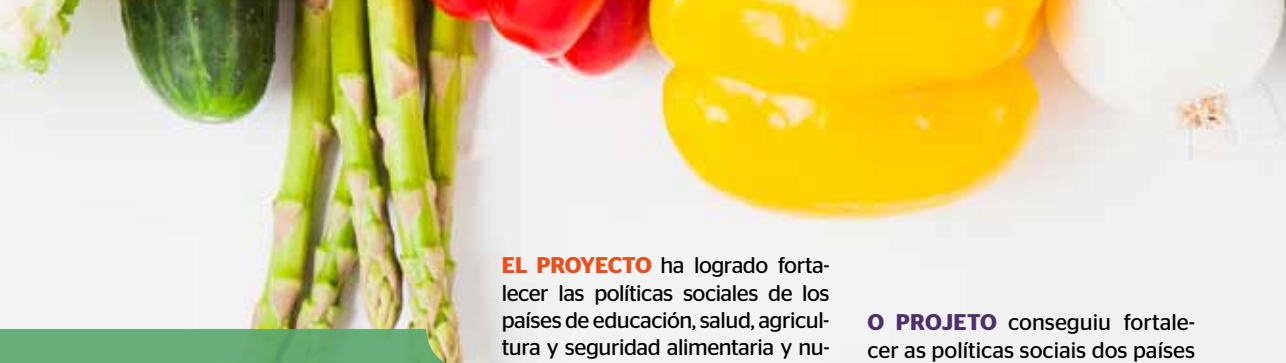 EL PROYECTO ha logrado forta-
lecer las políticas sociales de los
países de educación, salud, agricul-
tura y seguridad alimentaria y nu-
O PROJETO conseguiu fortale-
cer as políticas sociais dos países